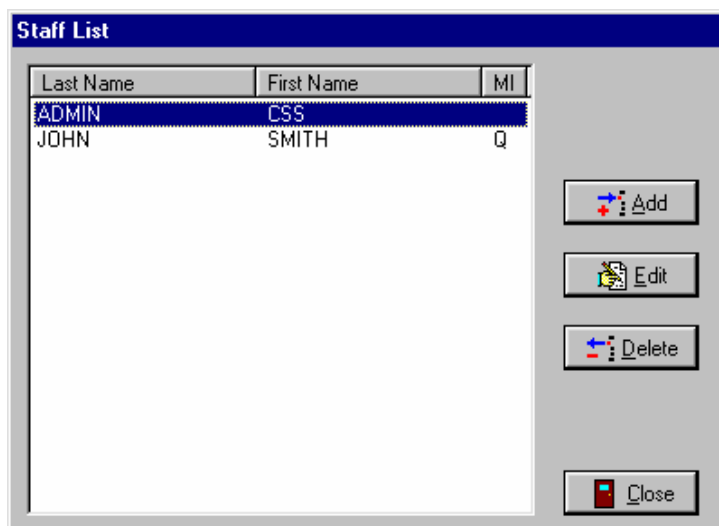 Staff List
Last Name First Name MI
ADMIN CSS
JOHN SMITH Q
Add
Edit
Delete
Close